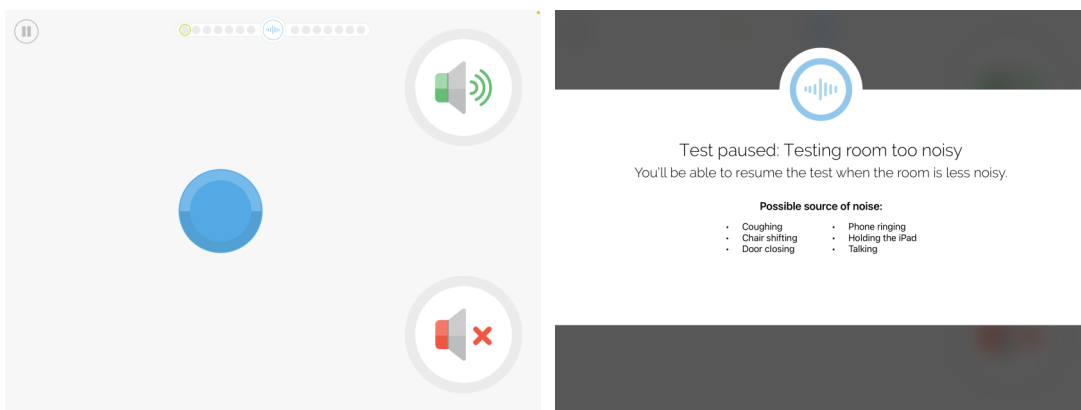 Test paused: Testing room too noisy
You'll be able to resume the test when the room is less noisy.
Possible source of noise:
• Coughing
• Chair shifting
• Door closing
• Phone ringing
• Holding the iPad
• Talking